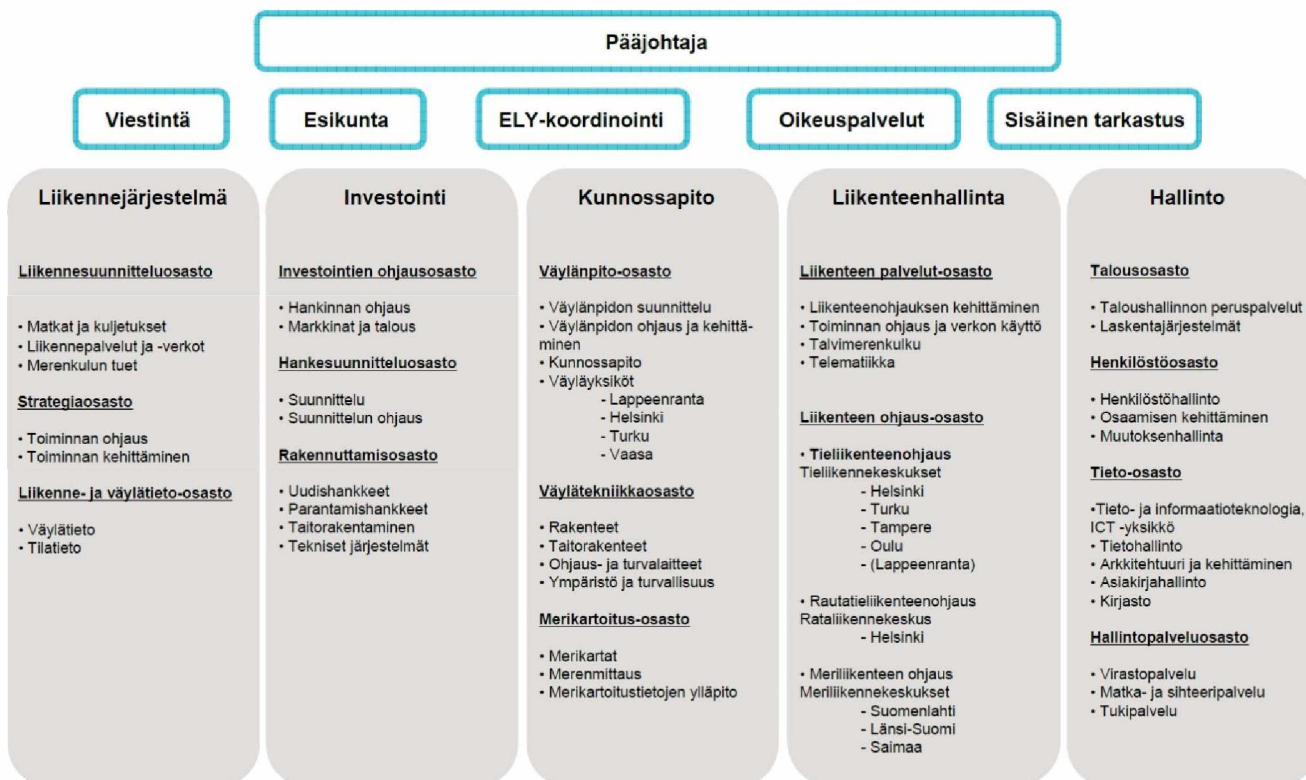 Pääjohtaja
Viestintä
Esikunta
ELY-koordinointi
Oikeuspalvelut
Sisäinen tarkastus
Liikennejärjestelmä
Liikennesuunnitteluosasto
• Matkat ja kuljetukset
• Liikennepalvelut ja -verkot
• Merenkulun tuet
Strategiaosasto
• Toiminnan ohjaus
• Toiminnan kehittäminen
Liikenne- ja väylätieto-osasto
• Väylätieto
• Tilatieto
Investointi
Investointien ohjausosasto
• Hankinnan ohjaus
• Markkinat ja talous
Hankesuunnitteluosasto
• Suunnittelu
• Suunnittelun ohjaus
Rakennuttamisosasto
• Uudishankkeet
• Parantamishankkeet
• Taitorakentaminen
• Tekniset järjestelmät
Kunnossapito
Väylänpito-osasto
• Väylänpidon suunnittelu
• Väylänpidon ohjaus ja kehittä-
minen
• Kunnossapito
• Väyläyksiköt
- Lappeenranta
- Helsinki
- Turku
- Vaasa
Väylätekniikkaosasto
• Rakenteet
• Taitorakenteet
• Ohjaus- ja turvalaitteet
• Ympäristö ja turvallisuus
Merikartoitus-osasto
• Merikartat
• Merenmittaus
• Merikartoitustietojen ylläpito
Liikenteenhallinta
Liikenteen palvelut-osasto
• Liikenteenohjauksen kehittäminen
• Toiminnan ohjaus ja verkon käyttö
• Talvimerenkulku
• Telematiikka
Liikenteen ohjaus-osasto
• Tieliikenteenohjaus
Tieliikennekeskukset
- Helsinki
- Turku
- Tampere
- Oulu
- (Lappeenranta)
• Rautatieliikenteenohjaus
Rataliikennekeskus
- Helsinki
• Meriliikenteen ohjaus
Meriliikennekeskukset
- Suomenlahti
- Länsi-Suomi
- Saimaa
Hallinto
Talousosasto
• Taloushallinnon peruspalvelut
• Laskentajärjestelmät
Henkilöstöosasto
• Henkilöstöhallinto
• Osaamisen kehittäminen
• Muutoksenhallinta
Tieto-osasto
•Tieto- ja informaatioteknologia,
ICT -yksikkö
• Tietohallinto
• Arkkitehtuuri ja kehittäminen
• Asiakirjahallinto
• Kirjasto
Hallintopalveluosasto
• Virastopalvelu
• Matka- ja sihteeripalvelu
• Tukipalvelu